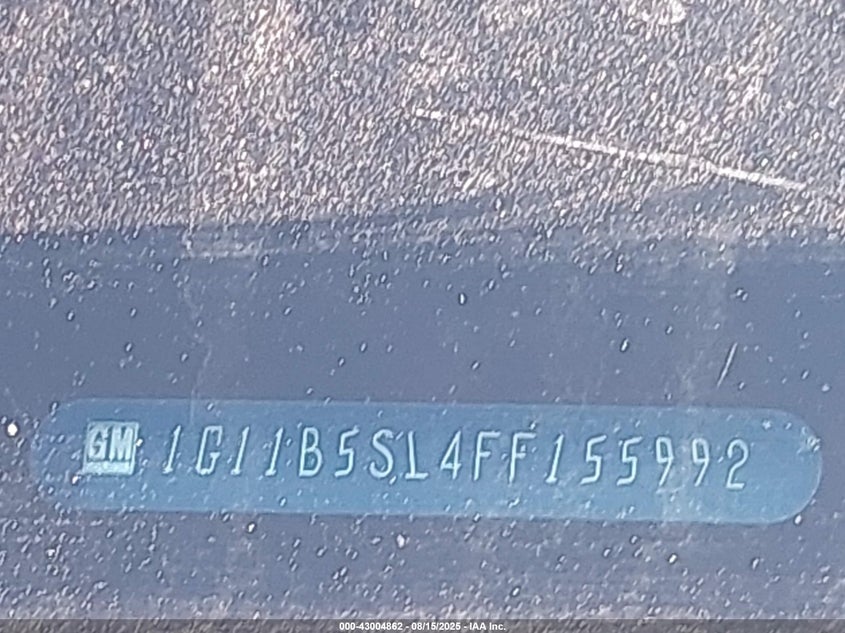 GM 1G11B5SL4FF155992
000-43004862 - 08/15/2025 - IAA Inc.